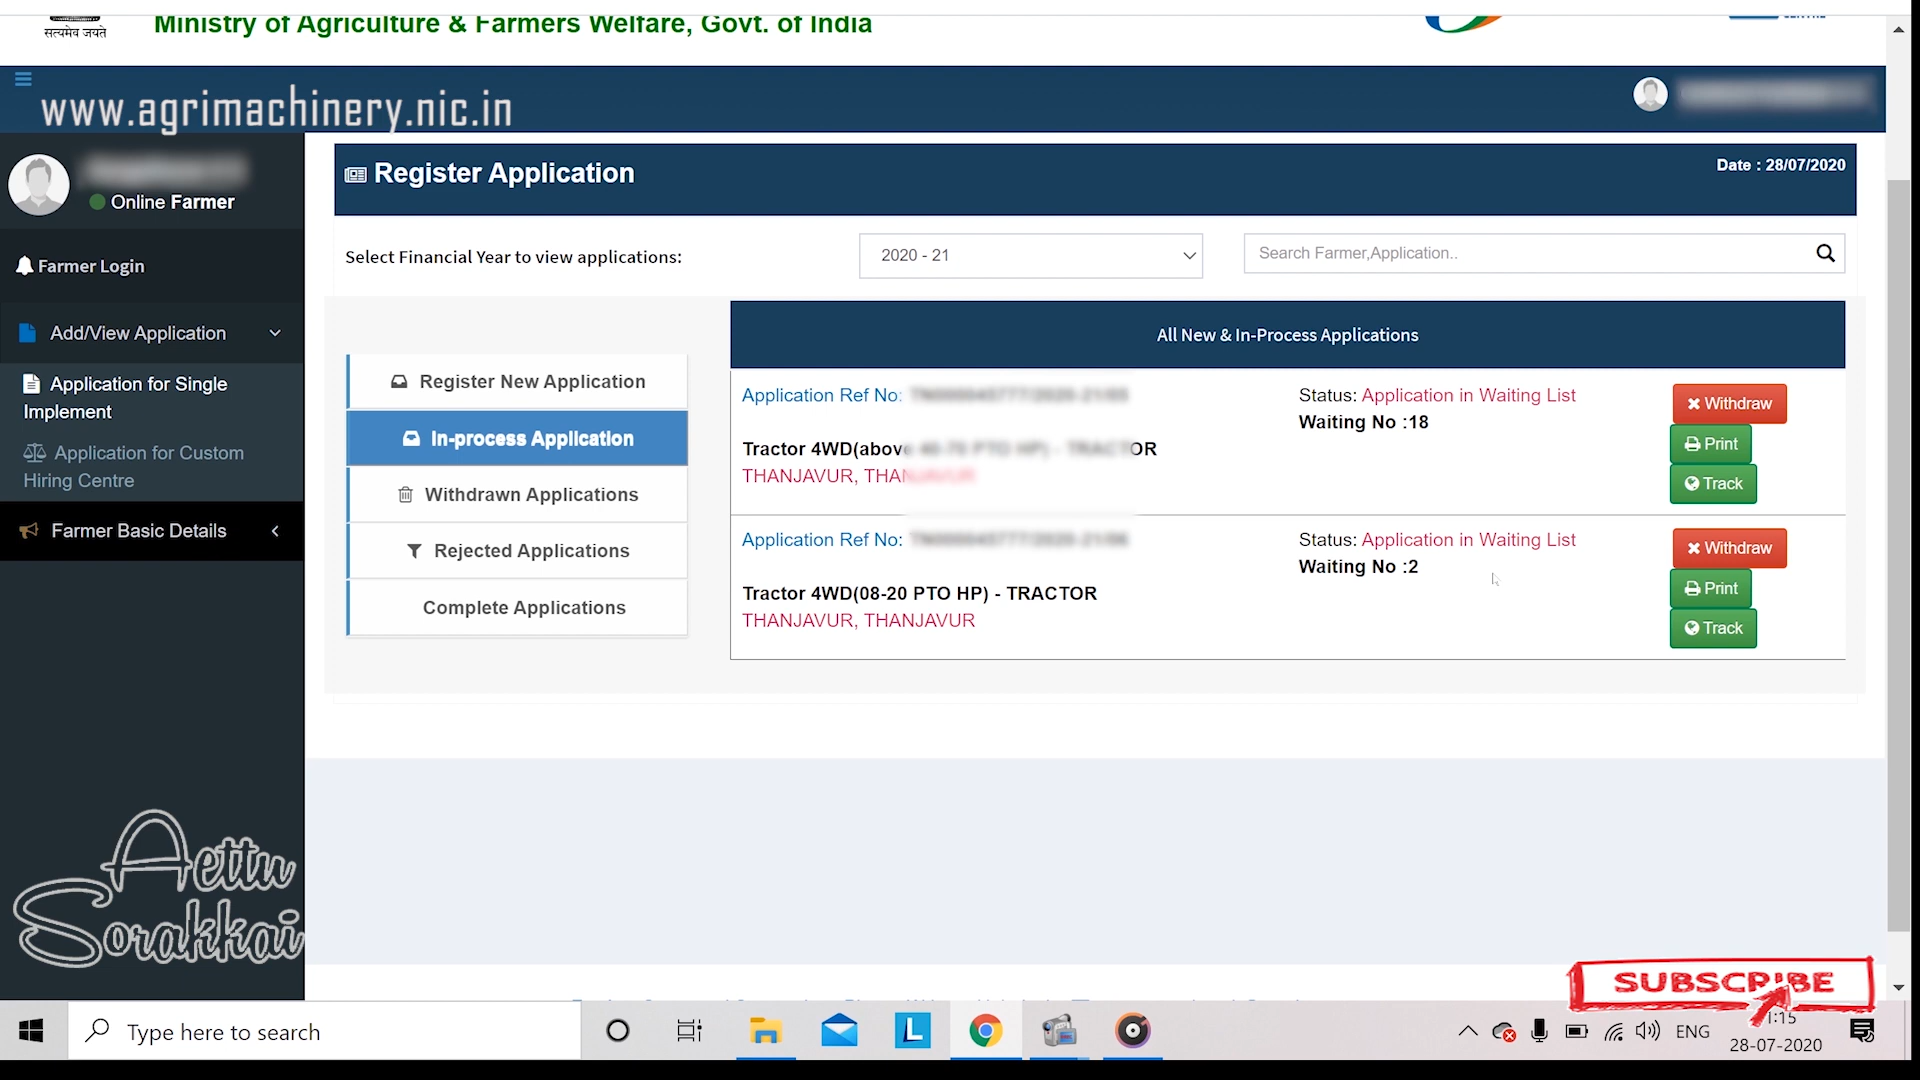 सत्यमेव जयते
Ministry of Agriculture & Farmers Welfare, Govt. of India
www.agrimachinery.nic.in
Register Application
Date : 28/07/2020
Online Farmer
Select Financial Year to view applications:
2020 - 21
Search Farmer,Application..
Farmer Login
Add/View Application
Application for Single
Implement
Application for Custom
Hiring Centre
Farmer Basic Details
Register New Application
In-process Application
Withdrawn Applications
Rejected Applications
Complete Applications
All New & In-Process Applications
Application Ref No:
Status: Application in Waiting List
Waiting No :18
Withdraw
Print
Track
Tractor 4WD(above
THANJAVUR,
Application Ref No:
Status: Application in Waiting List
Waiting No :2
Withdraw
Print
Track
Tractor 4WD(08-20 PTO HP) - TRACTOR
THANJAVUR, THANJAVUR
Aettu
Sorakkai
SUBSCRIBE
Type here to search
L
ENG
1:15
28-07-2020